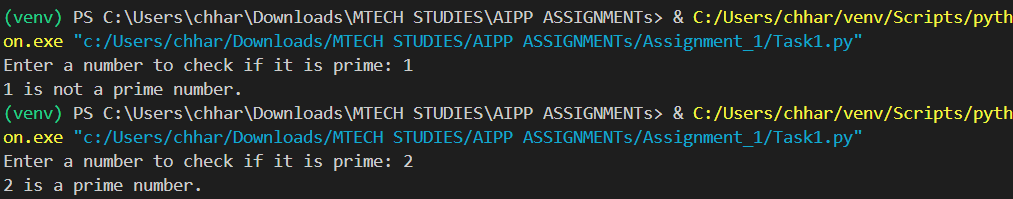 (venv) PS C:\Users\chhar\Downloads\MTECH STUDIES\AIPP ASSIGNMENTs> & C:/Users/chhar/venv/Scripts/pyth
on.exe "c:/Users/chhar/Downloads/MTECH STUDIES/AIPP ASSIGNMENTs/Assignment_1/Task1.py"
Enter a number to check if it is prime: 1
1 is not a prime number.
(venv) PS C:\Users\chhar\Downloads\MTECH STUDIES\AIPP ASSIGNMENTs> & C:/Users/chhar/venv/Scripts/pyth
on.exe "c:/Users/chhar/Downloads/MTECH STUDIES/AIPP ASSIGNMENTs/Assignment_1/Task1.py"
Enter a number to check if it is prime: 2
2 is a prime number.